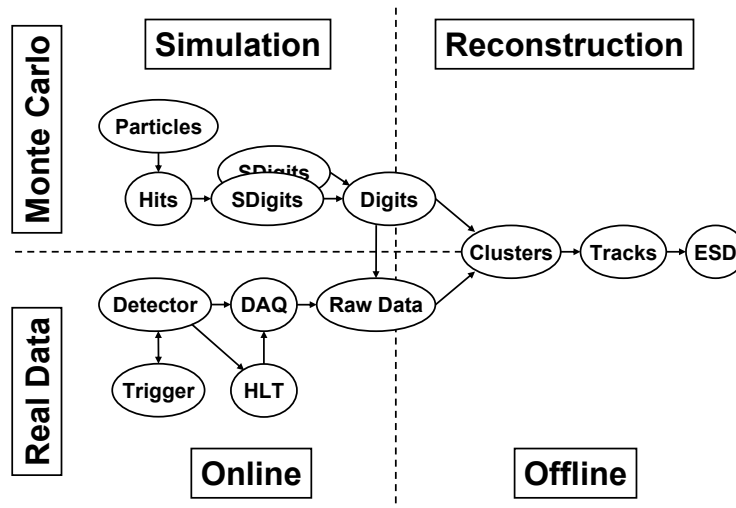 Simulation
Reconstruction
Monte Carlo
Particles
SDigits
Hits
SDigits
Digits
Clusters
Tracks
ESD
Detector
DAQ
Raw Data
Trigger
HLT
Real Data
Online
Offline